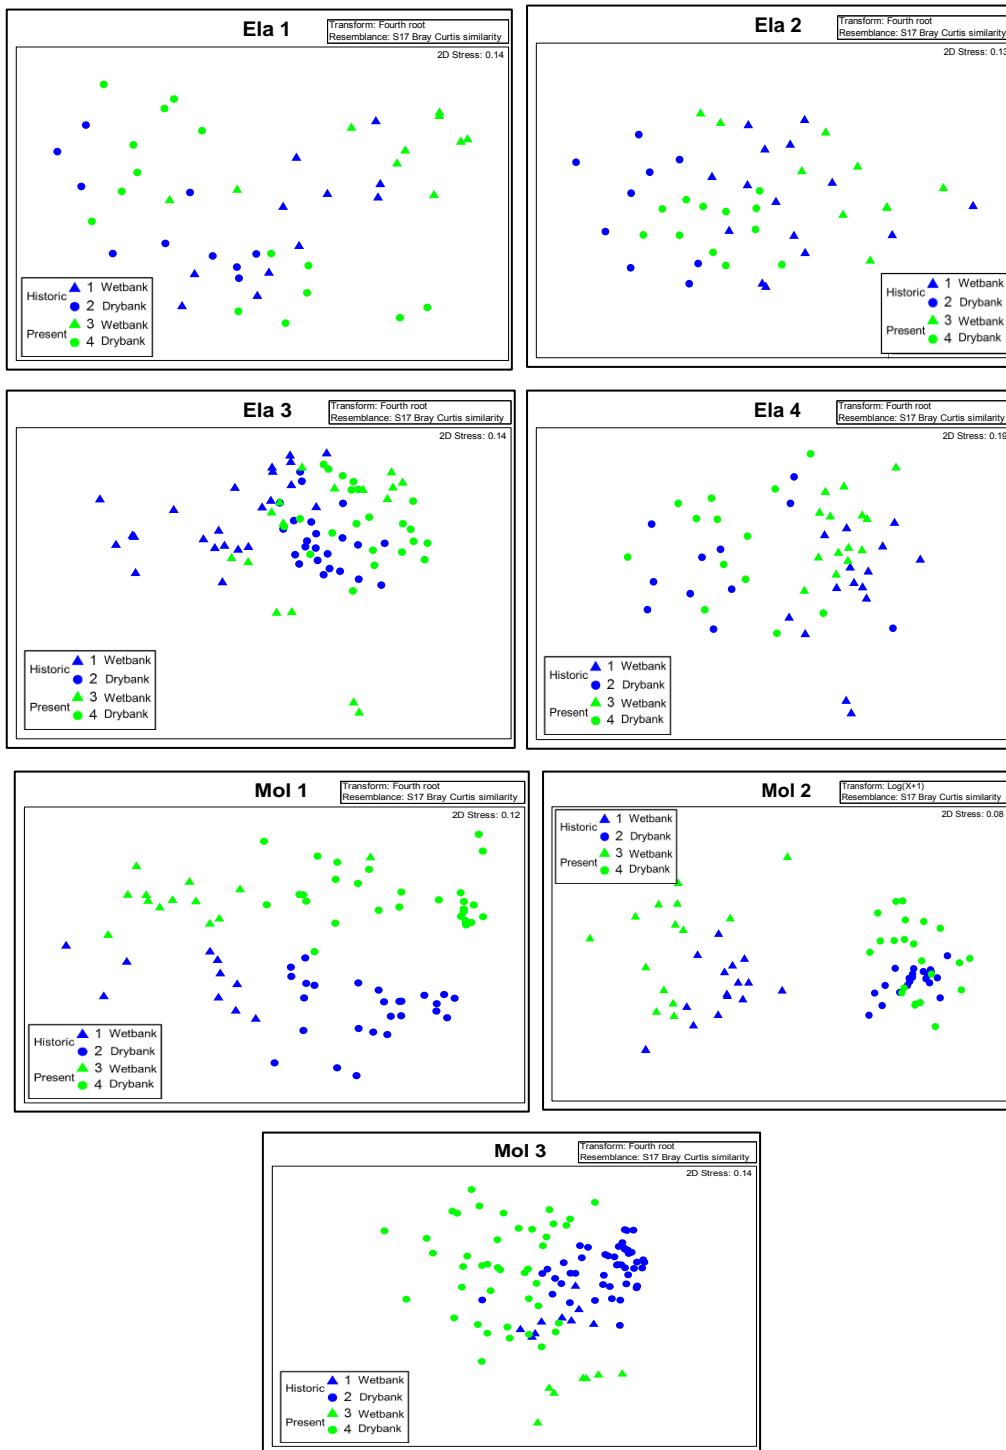 Ela 1
Transform: Fourth root
Resemblance: S17 Bray Curtis similarity
2D Stress: 0.14
Historic
1 Wetbank
2 Drybank
Present
3 Wetbank
4 Drybank
Ela 2
Transform: Fourth root
Resemblance: S17 Bray Curtis similarity
2D Stress: 0.13
Historic
1 Wetbank
2 Drybank
Present
3 Wetbank
4 Drybank
Ela 3
Transform: Fourth root
Resemblance: S17 Bray Curtis similarity
2D Stress: 0.14
Historic
1 Wetbank
2 Drybank
Present
3 Wetbank
4 Drybank
Ela 4
Transform: Fourth root
Resemblance: S17 Bray Curtis similarity
2D Stress: 0.19
Historic
1 Wetbank
2 Drybank
Present
3 Wetbank
4 Drybank
Mol 1
Transform: Fourth root
Resemblance: S17 Bray Curtis similarity
2D Stress: 0.12
Historic
1 Wetbank
2 Drybank
Present
3 Wetbank
4 Drybank
Mol 2
Transform: Log(X+1)
Resemblance: S17 Bray Curtis similarity
2D Stress: 0.08
Historic
1 Wetbank
2 Drybank
Present
3 Wetbank
4 Drybank
Mol 3
Transform: Fourth root
Resemblance: S17 Bray Curtis similarity
2D Stress: 0.14
Historic
1 Wetbank
2 Drybank
Present
3 Wetbank
4 Drybank